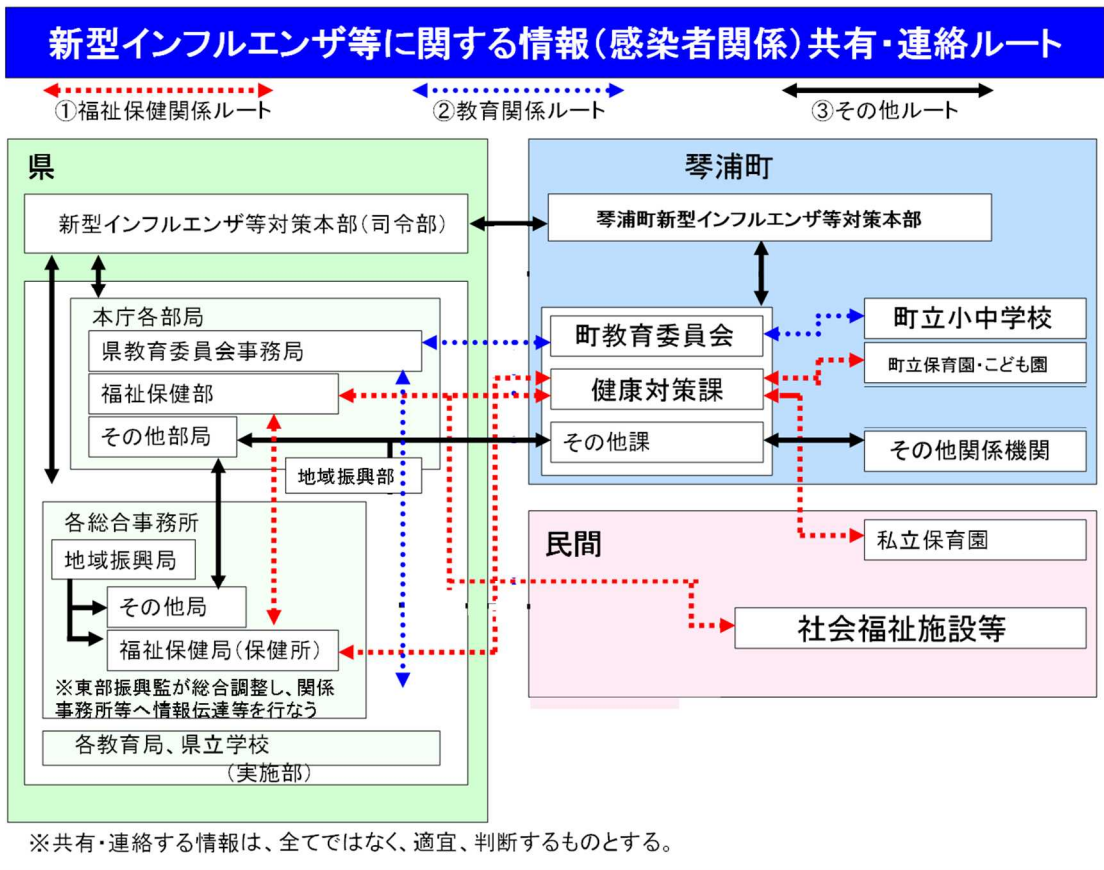 新型インフルエンザ等に関する情報(感染者関係)共有・連絡ルート
①福祉保健関係ルート
②教育関係ルート
③その他ルート
県
新型インフルエンザ等対策本部(司令部)
本庁各部局
県教育委員会事務局
福祉保健部
その他部局
地域振興部
各総合事務所
地域振興局
その他局
福祉保健局(保健所)
※東部振興監が総合調整し、関係
事務所等へ情報伝達等を行なう
各教育局、県立学校
(実施部)
琴浦町
琴浦町新型インフルエンザ等対策本部
町教育委員会
健康対策課
その他課
町立小中学校
町立保育園・こども園
その他関係機関
民間
私立保育園
社会福祉施設等
※共有・連絡する情報は、全てではなく、適宜、判断するものとする。